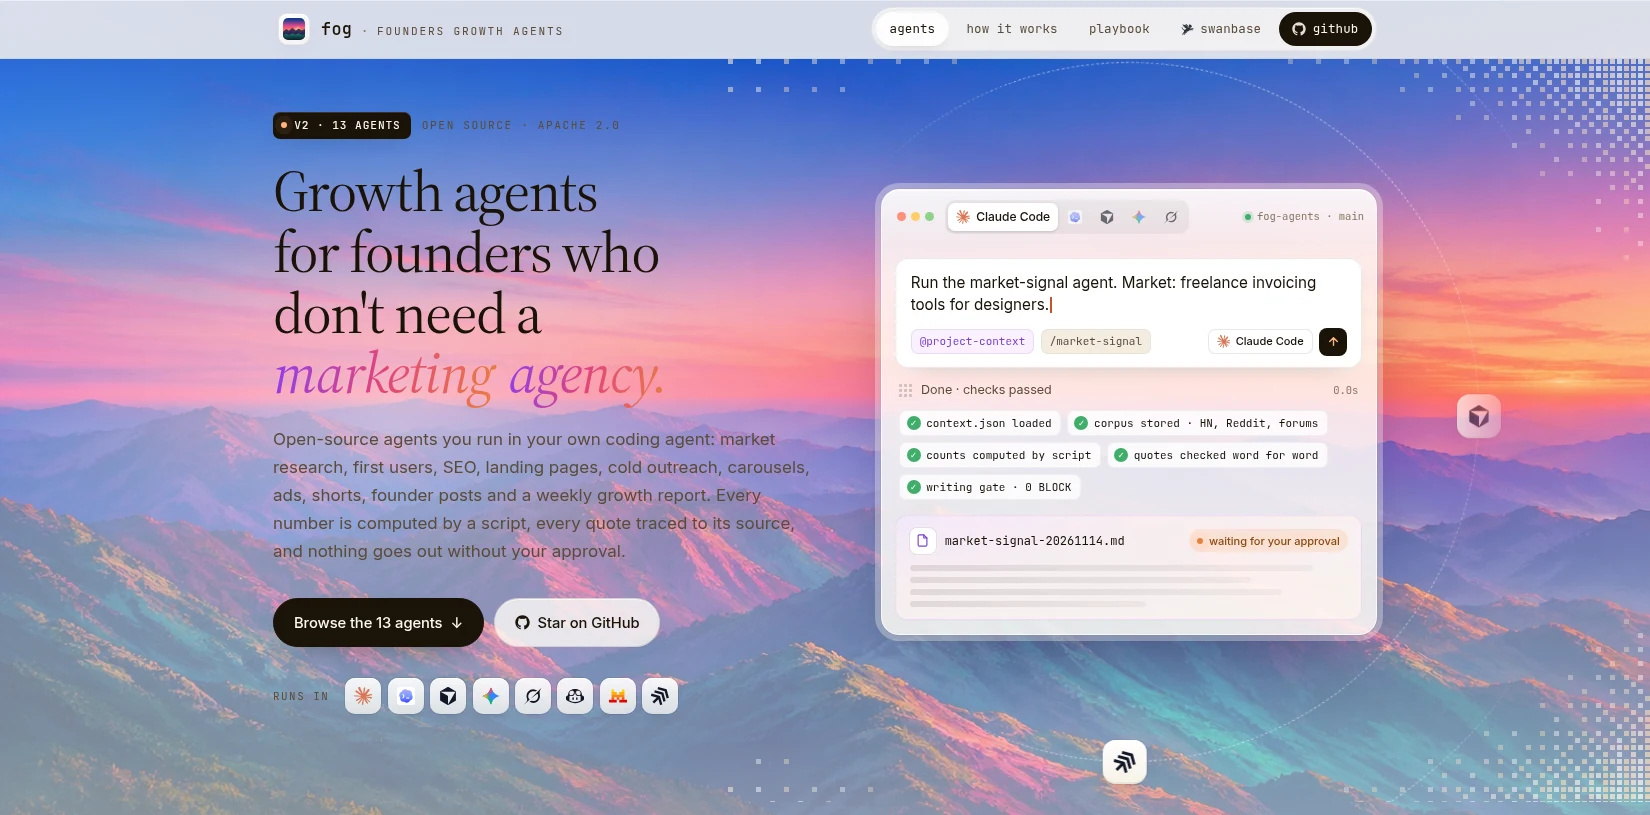 fog · FOUNDERS GROWTH AGENTS
agents how it works playbook swanbase github
V2 · 13 AGENTS OPEN SOURCE · APACHE 2.0
Growth agents
for founders who
don't need a
marketing agency.
Open-source agents you run in your own coding agent: market
research, first users, SEO, landing pages, cold outreach, carousels,
ads, shorts, founder posts and a weekly growth report. Every
number is computed by a script, every quote traced to its source,
and nothing goes out without your approval.
Browse the 13 agents ↓ Star on GitHub
RUNS IN
Claude Code fog-agents · main
Run the market-signal agent. Market: freelance invoicing
tools for designers.
@project-context /market-signal Claude Code
Done · checks passed 0.0s
context.json loaded corpus stored · HN, Reddit, forums
counts computed by script quotes checked word for word
writing gate · 0 BLOCK
market-signal-20261114.md waiting for your approval